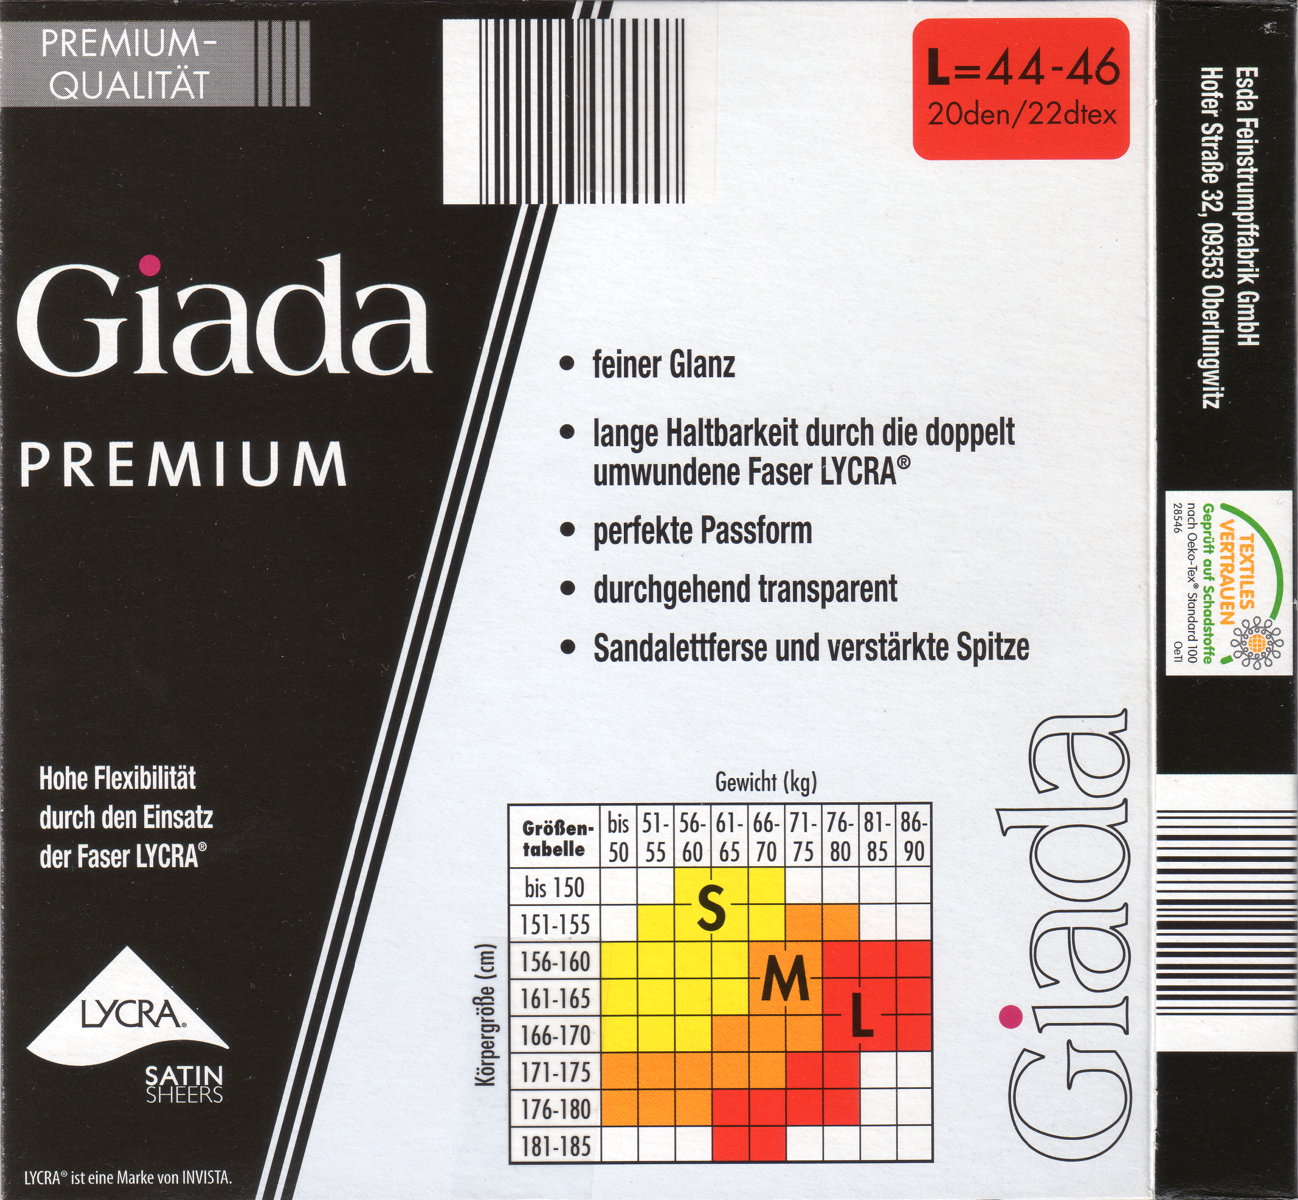 PREMIUM-
QUALITÄT
L=44-46
20den/22dtex
Giada
PREMIUM
• feiner Glanz
• lange Haltbarkeit durch die doppelt
umwundene Faser LYCRA®
• perfekte Passform
• durchgehend transparent
• Sandalettferse und verstärkte Spitze
Hohe Flexibilität
durch den Einsatz
der Faser LYCRA®
LYCRA®
SATIN
SHEERS
LYCRA® ist eine Marke von INVISTA.
Gewicht (kg)
Größen-
tabelle
bis
50
51-
55
56-
60
61-
65
66-
70
71-
75
76-
80
81-
85
86-
90
Körpergröße (cm)
bis 150
151-155
156-160
161-165
166-170
171-175
176-180
181-185
S
M
L
Giada
Esda Feinstrumpffabrik GmbH
Hofer Straße 32, 09353 Oberlungwitz
TEXTILES
VERTRAUEN
Geprüft auf Schadstoffe
nach Oeko-Tex® Standard 100
28546 OeTI